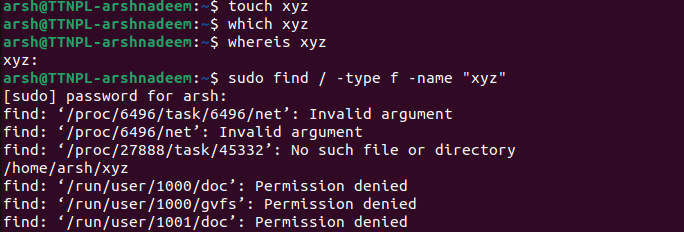 arsh@TTNPL-arshnadeem:~$ touch xyz
arsh@TTNPL-arshnadeem:~$ which xyz
arsh@TTNPL-arshnadeem:~$ whereis xyz
xyz:
arsh@TTNPL-arshnadeem:~$ sudo find / -type f -name "xyz"
[sudo] password for arsh:
find: ‘/proc/6496/task/6496/net’: Invalid argument
find: ‘/proc/6496/net’: Invalid argument
find: ‘/proc/27888/task/45332’: No such file or directory
/home/arsh/xyz
find: ‘/run/user/1000/doc’: Permission denied
find: ‘/run/user/1000/gvfs’: Permission denied
find: ‘/run/user/1001/doc’: Permission denied